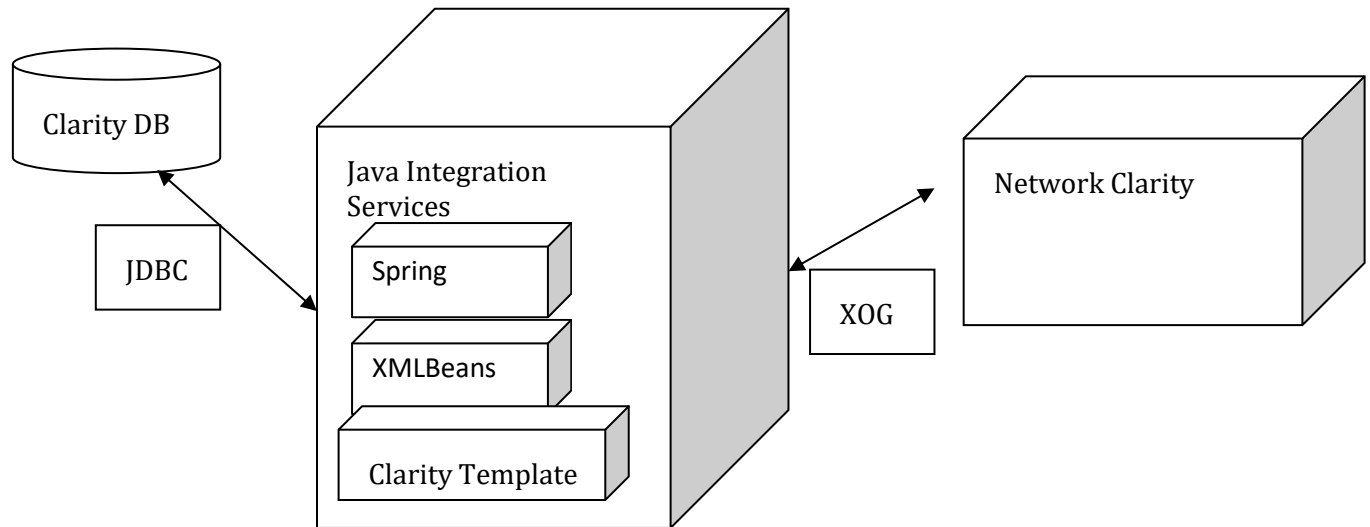 Clarity DB
JDBC
Java Integration
Services
Spring
XMLBeans
Clarity Template
XOG
Network Clarity